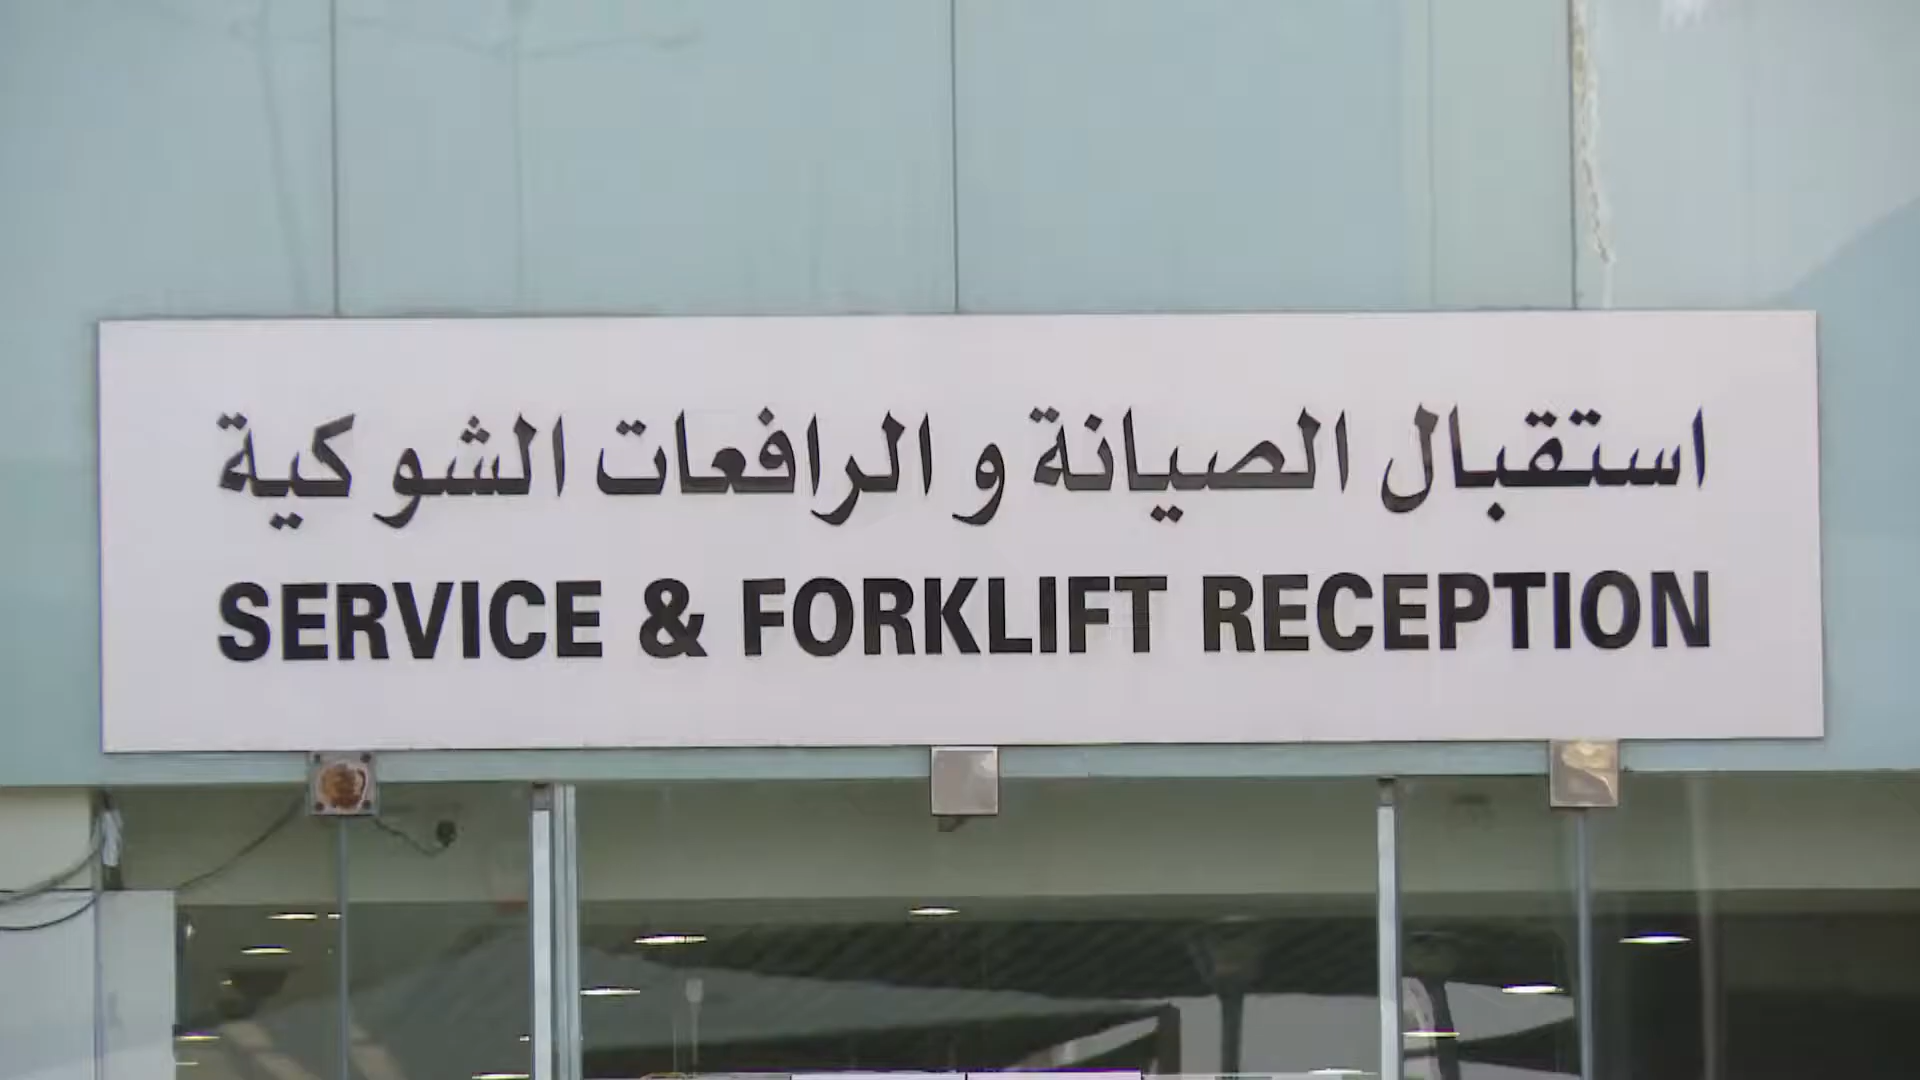 استقبال الصيانة و الرافعات الشوكية
SERVICE & FORKLIFT RECEPTION